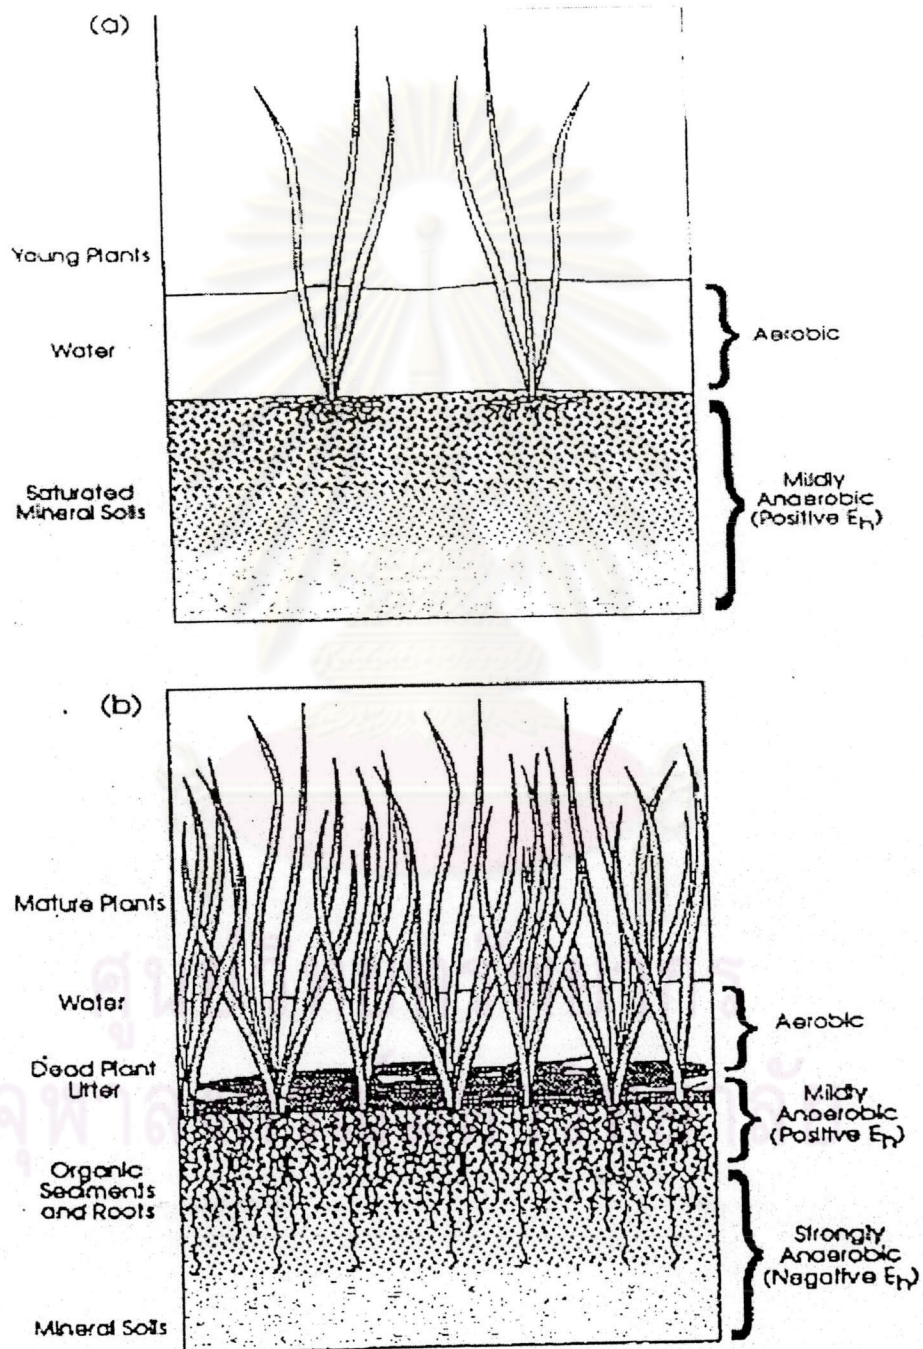 (a)
Young Plants
Water
Aerobic
Saturated
Mineral Soils
Mildly
Anaerobic
(Positive Eh)
(b)
Mature Plants
Water
Aerobic
Dead Plant
Litter
Mildly
Anaerobic
(Positive Eh)
Organic
Sediments
and Roots
Strongly
Anaerobic
(Negative Eh)
Mineral Soils